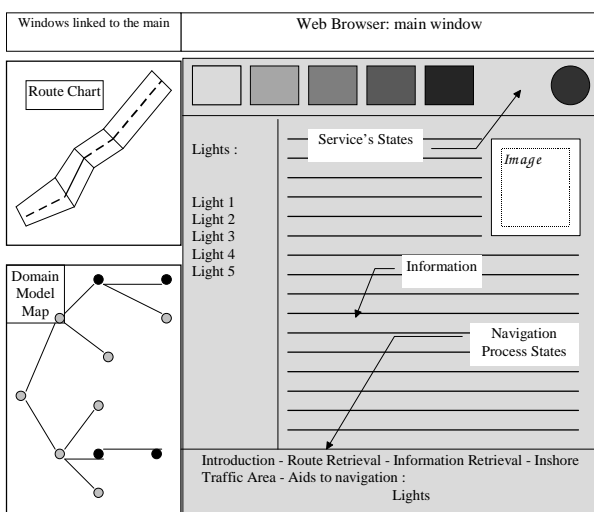 Windows linked to the main
Web Browser: main window
Route Chart
Service's States
Lights :
Image
Light 1
Light 2
Light 3
Light 4
Light 5
Domain
Model
Map
Information
Navigation
Process States
Introduction - Route Retrieval - Information Retrieval - Inshore
Traffic Area - Aids to navigation :
Lights